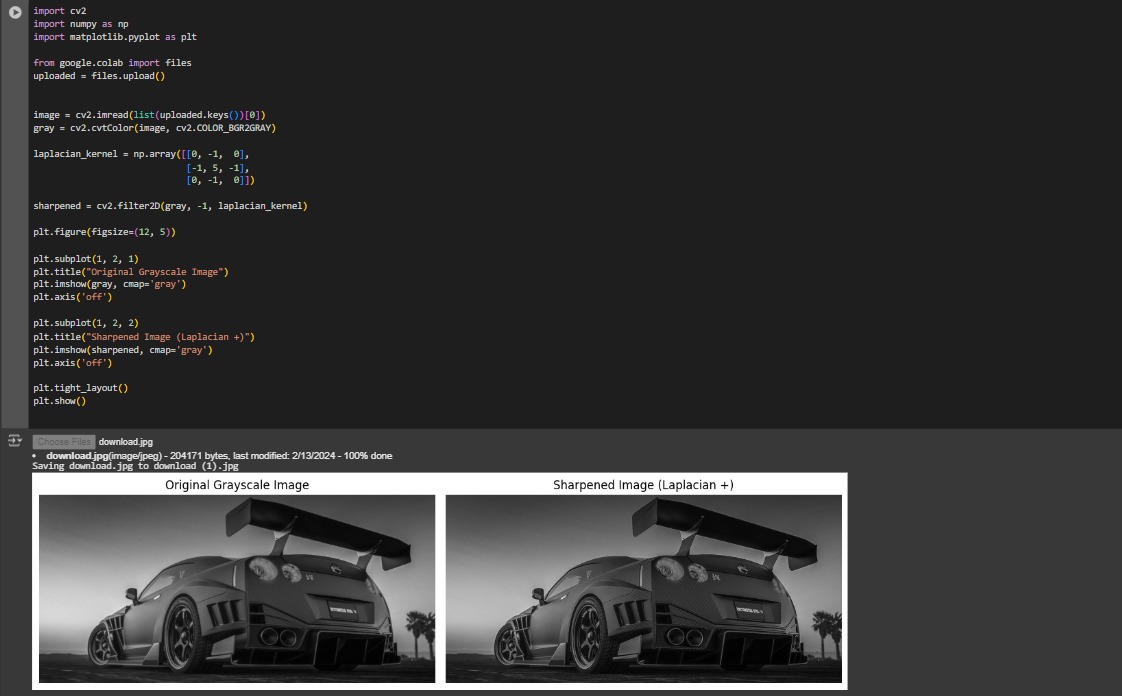 import cv2
import numpy as np
import matplotlib.pyplot as plt
from google.colab import files
uploaded = files.upload()
image = cv2.imread(list(uploaded.keys())[0])
gray = cv2.cvtColor(image, cv2.COLOR_BGR2GRAY)
laplacian_kernel = np.array([[0, -1,  0],
[-1, 5, -1],
[0, -1,  0]])
sharpened = cv2.filter2D(gray, -1, laplacian_kernel)
plt.figure(figsize=(12, 5))
plt.subplot(1, 2, 1)
plt.title("Original Grayscale Image")
plt.imshow(gray, cmap='gray')
plt.axis('off')
plt.subplot(1, 2, 2)
plt.title("Sharpened Image (Laplacian +)")
plt.imshow(sharpened, cmap='gray')
plt.axis('off')
plt.tight_layout()
plt.show()
Choose Files download.jpg
• download.jpg(image/jpeg) - 204171 bytes, last modified: 2/13/2024 - 100% done
Saving download.jpg to download (1).jpg
Original Grayscale Image
Sharpened Image (Laplacian +)